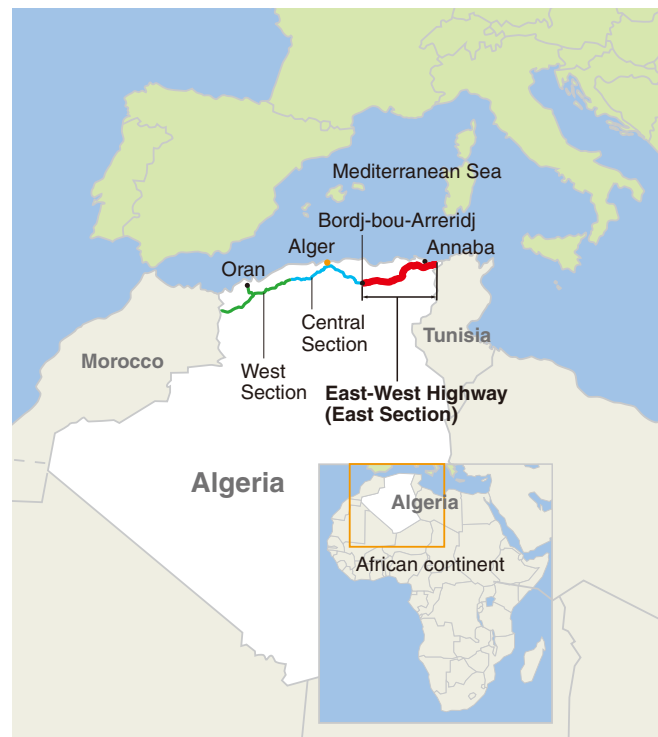 Mediterranean Sea
Bordj-bou-Arreridj
Alger
Annaba
Oran
Central
Section
Tunisia
Morocco
West
Section
East-West Highway
(East Section)
Algeria
Algeria
African continent